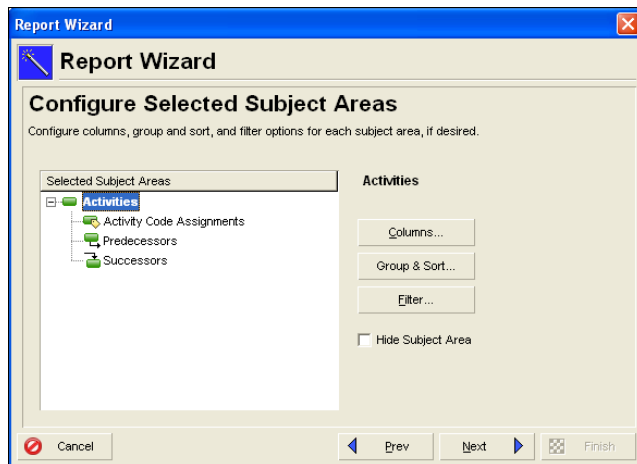 Report Wizard
Report Wizard
Configure Selected Subject Areas
Configure columns, group and sort, and filter options for each subject area, if desired.
Selected Subject Areas
Activities
Activities
Activity Code Assignments
Columns...
Predecessors
Successors
Group & Sort...
Filter...
Hide Subject Area
Cancel
Prev
Next
Finish